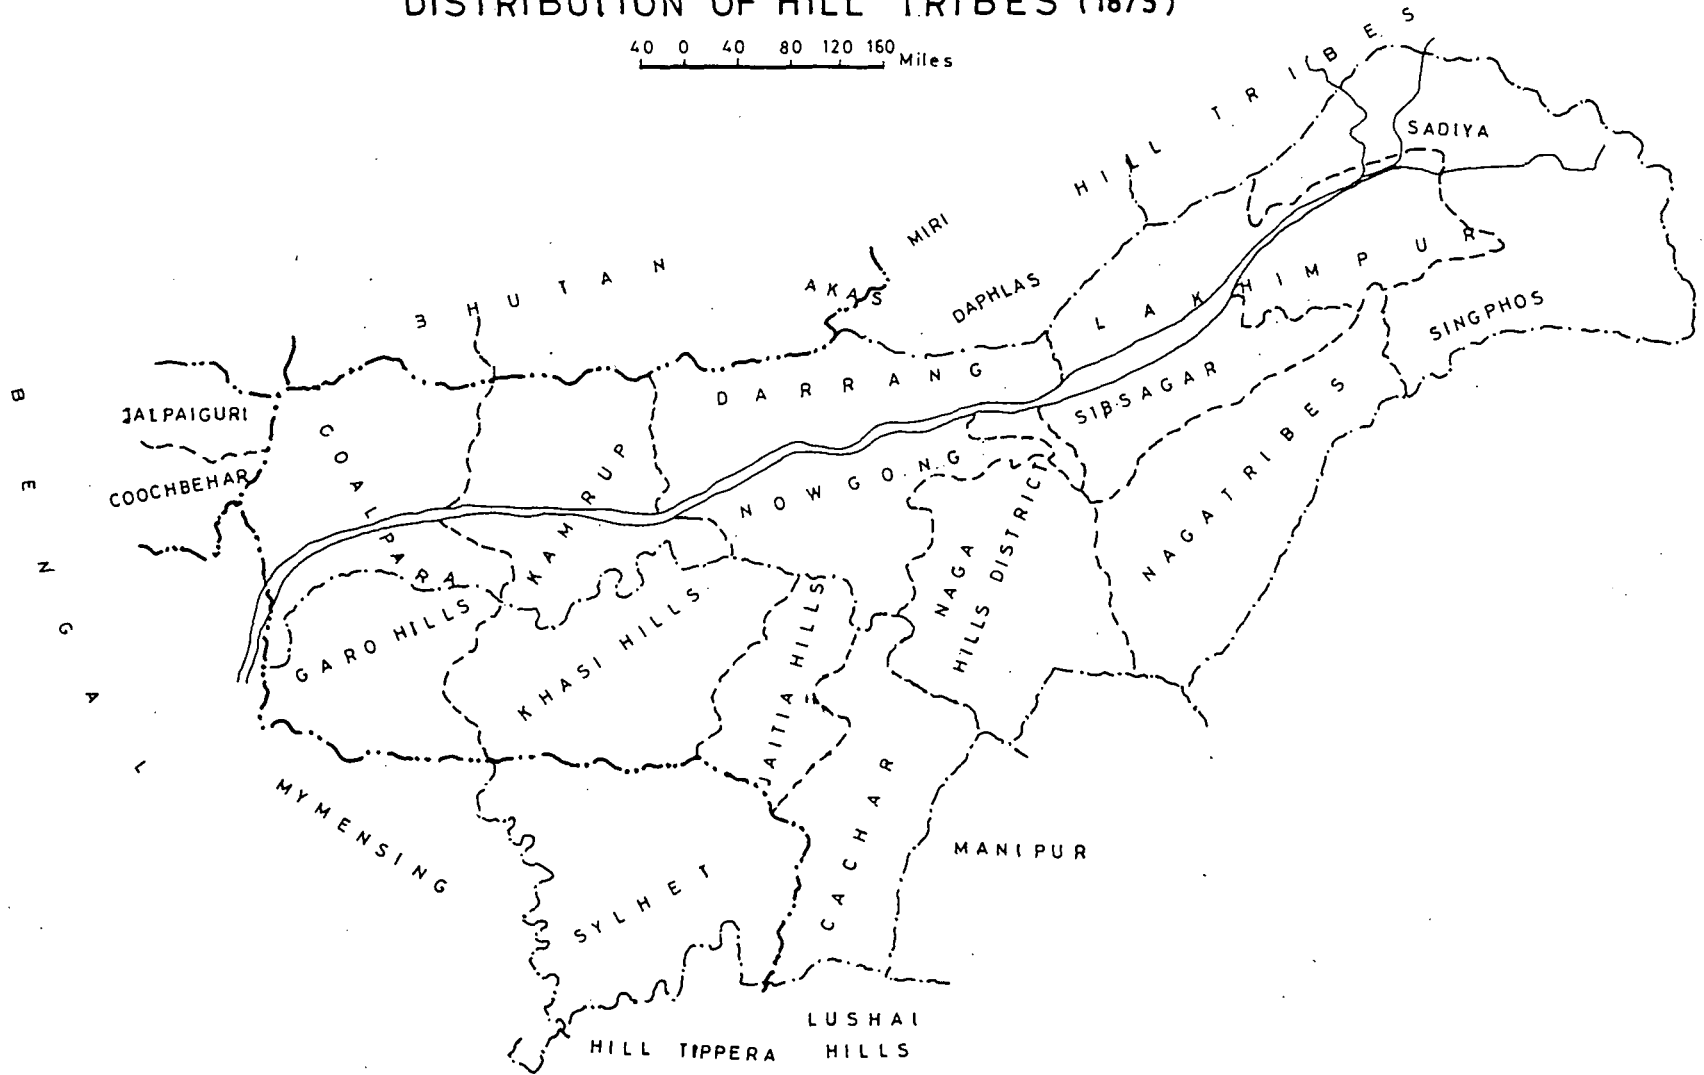 DISTRIBUTION OF HILL TRIBES (1873)
40 0 40 80 120 160 Miles
HILL TRIBES
SADIYA
MIRI
BHUTAN
AKAS
DAPHLAS
LAKHIMPUR
SINGPHOS
DARRANG
SIBSAGAR
JALPAIGURI
COOCHBEHAR
BENGAL
GOALPARA
KAMRUP
NOWGONG
NAGA TRIBES
NAGA
HILLS DISTRICT
GARO HILLS
KHASI HILLS
JAITIA HILLS
CACHAR
MYMENSING
SYLHET
MANIPUR
LUSHAI
HILLS
HILL TIPPERA